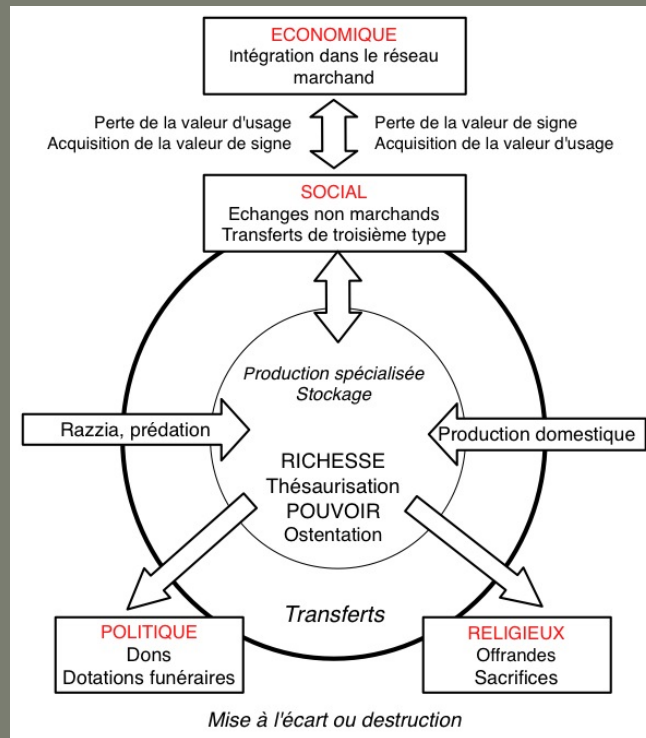 ECONOMIQUE
Intégration dans le réseau
marchand
Perte de la valeur d'usage
Acquisition de la valeur de signe
Perte de la valeur de signe
Acquisition de la valeur d'usage
SOCIAL
Echanges non marchands
Transferts de troisième type
Production spécialisée
Stockage
Razzia, prédation
Production domestique
RICHESSE
Thésaurisation
POUVOIR
Ostentation
Transferts
POLITIQUE
Dons
Dotations funéraires
RELIGIEUX
Offrandes
Sacrifices
Mise à l'écart ou destruction